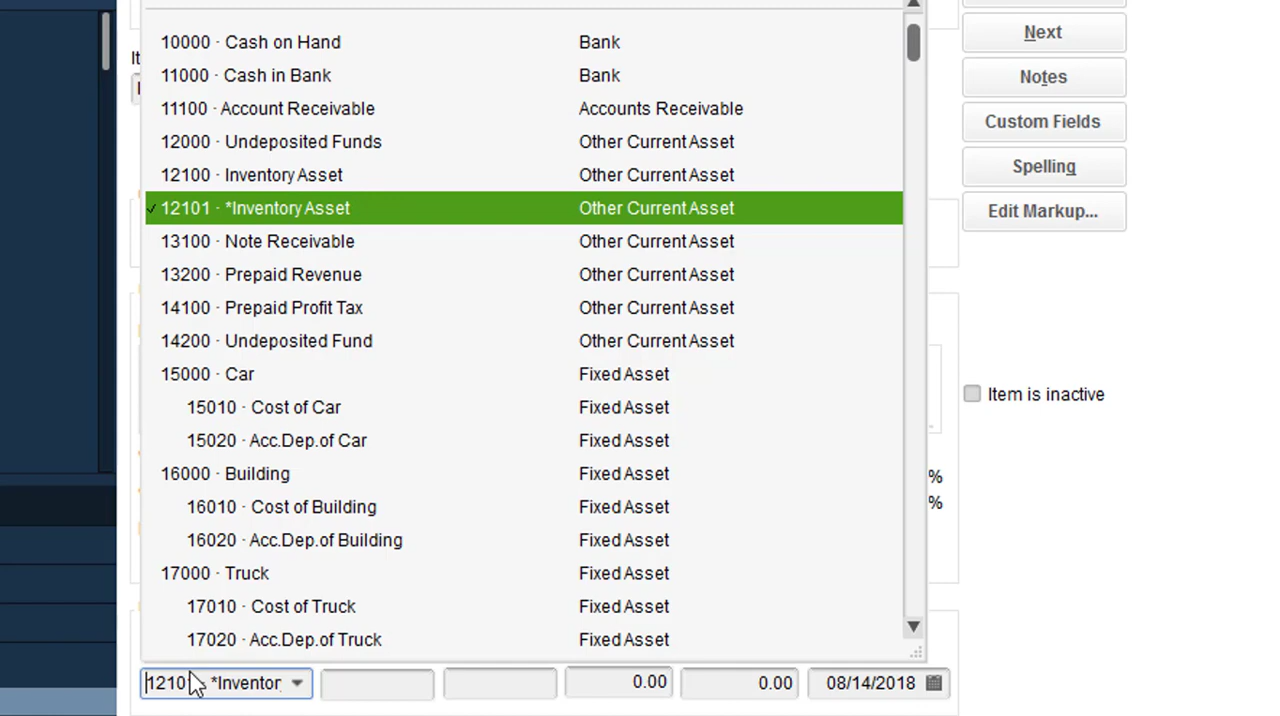 Next
Notes
Custom Fields
Spelling
Edit Markup...
It
10000 · Cash on Hand Bank
11000 · Cash in Bank Bank
11100 · Account Receivable Accounts Receivable
12000 · Undeposited Funds Other Current Asset
12100 · Inventory Asset Other Current Asset
✓ 12101 · *Inventory Asset Other Current Asset
13100 · Note Receivable Other Current Asset
13200 · Prepaid Revenue Other Current Asset
14100 · Prepaid Profit Tax Other Current Asset
14200 · Undeposited Fund Other Current Asset
15000 · Car Fixed Asset
15010 · Cost of Car Fixed Asset
15020 · Acc.Dep.of Car Fixed Asset
16000 · Building Fixed Asset
16010 · Cost of Building Fixed Asset
16020 · Acc.Dep.of Building Fixed Asset
17000 · Truck Fixed Asset
17010 · Cost of Truck Fixed Asset
17020 · Acc.Dep.of Truck Fixed Asset
Item is inactive
%
%
1210 *Inventor 0.00 0.00 08/14/2018